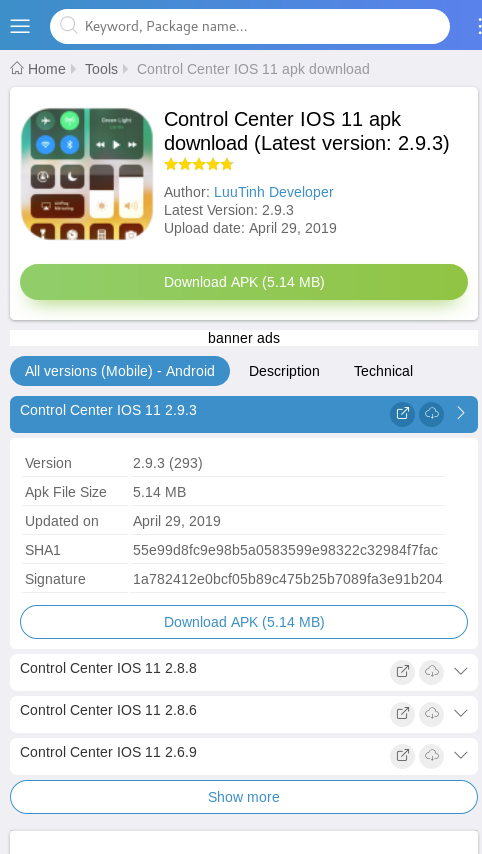 Keyword, Package name...
Home Tools Control Center IOS 11 apk download
Control Center IOS 11 apk
download (Latest version: 2.9.3)
Author: LuuTinh Developer
Latest Version: 2.9.3
Upload date: April 29, 2019
Download APK (5.14 MB)
banner ads
All versions (Mobile) - Android Description Technical
Control Center IOS 11 2.9.3
Version 2.9.3 (293)
Apk File Size 5.14 MB
Updated on April 29, 2019
SHA1 55e99d8fc9e98b5a0583599e98322c32984f7fac
Signature 1a782412e0bcf05b89c475b25b7089fa3e91b204
Download APK (5.14 MB)
Control Center IOS 11 2.8.8
Control Center IOS 11 2.8.6
Control Center IOS 11 2.6.9
Show more